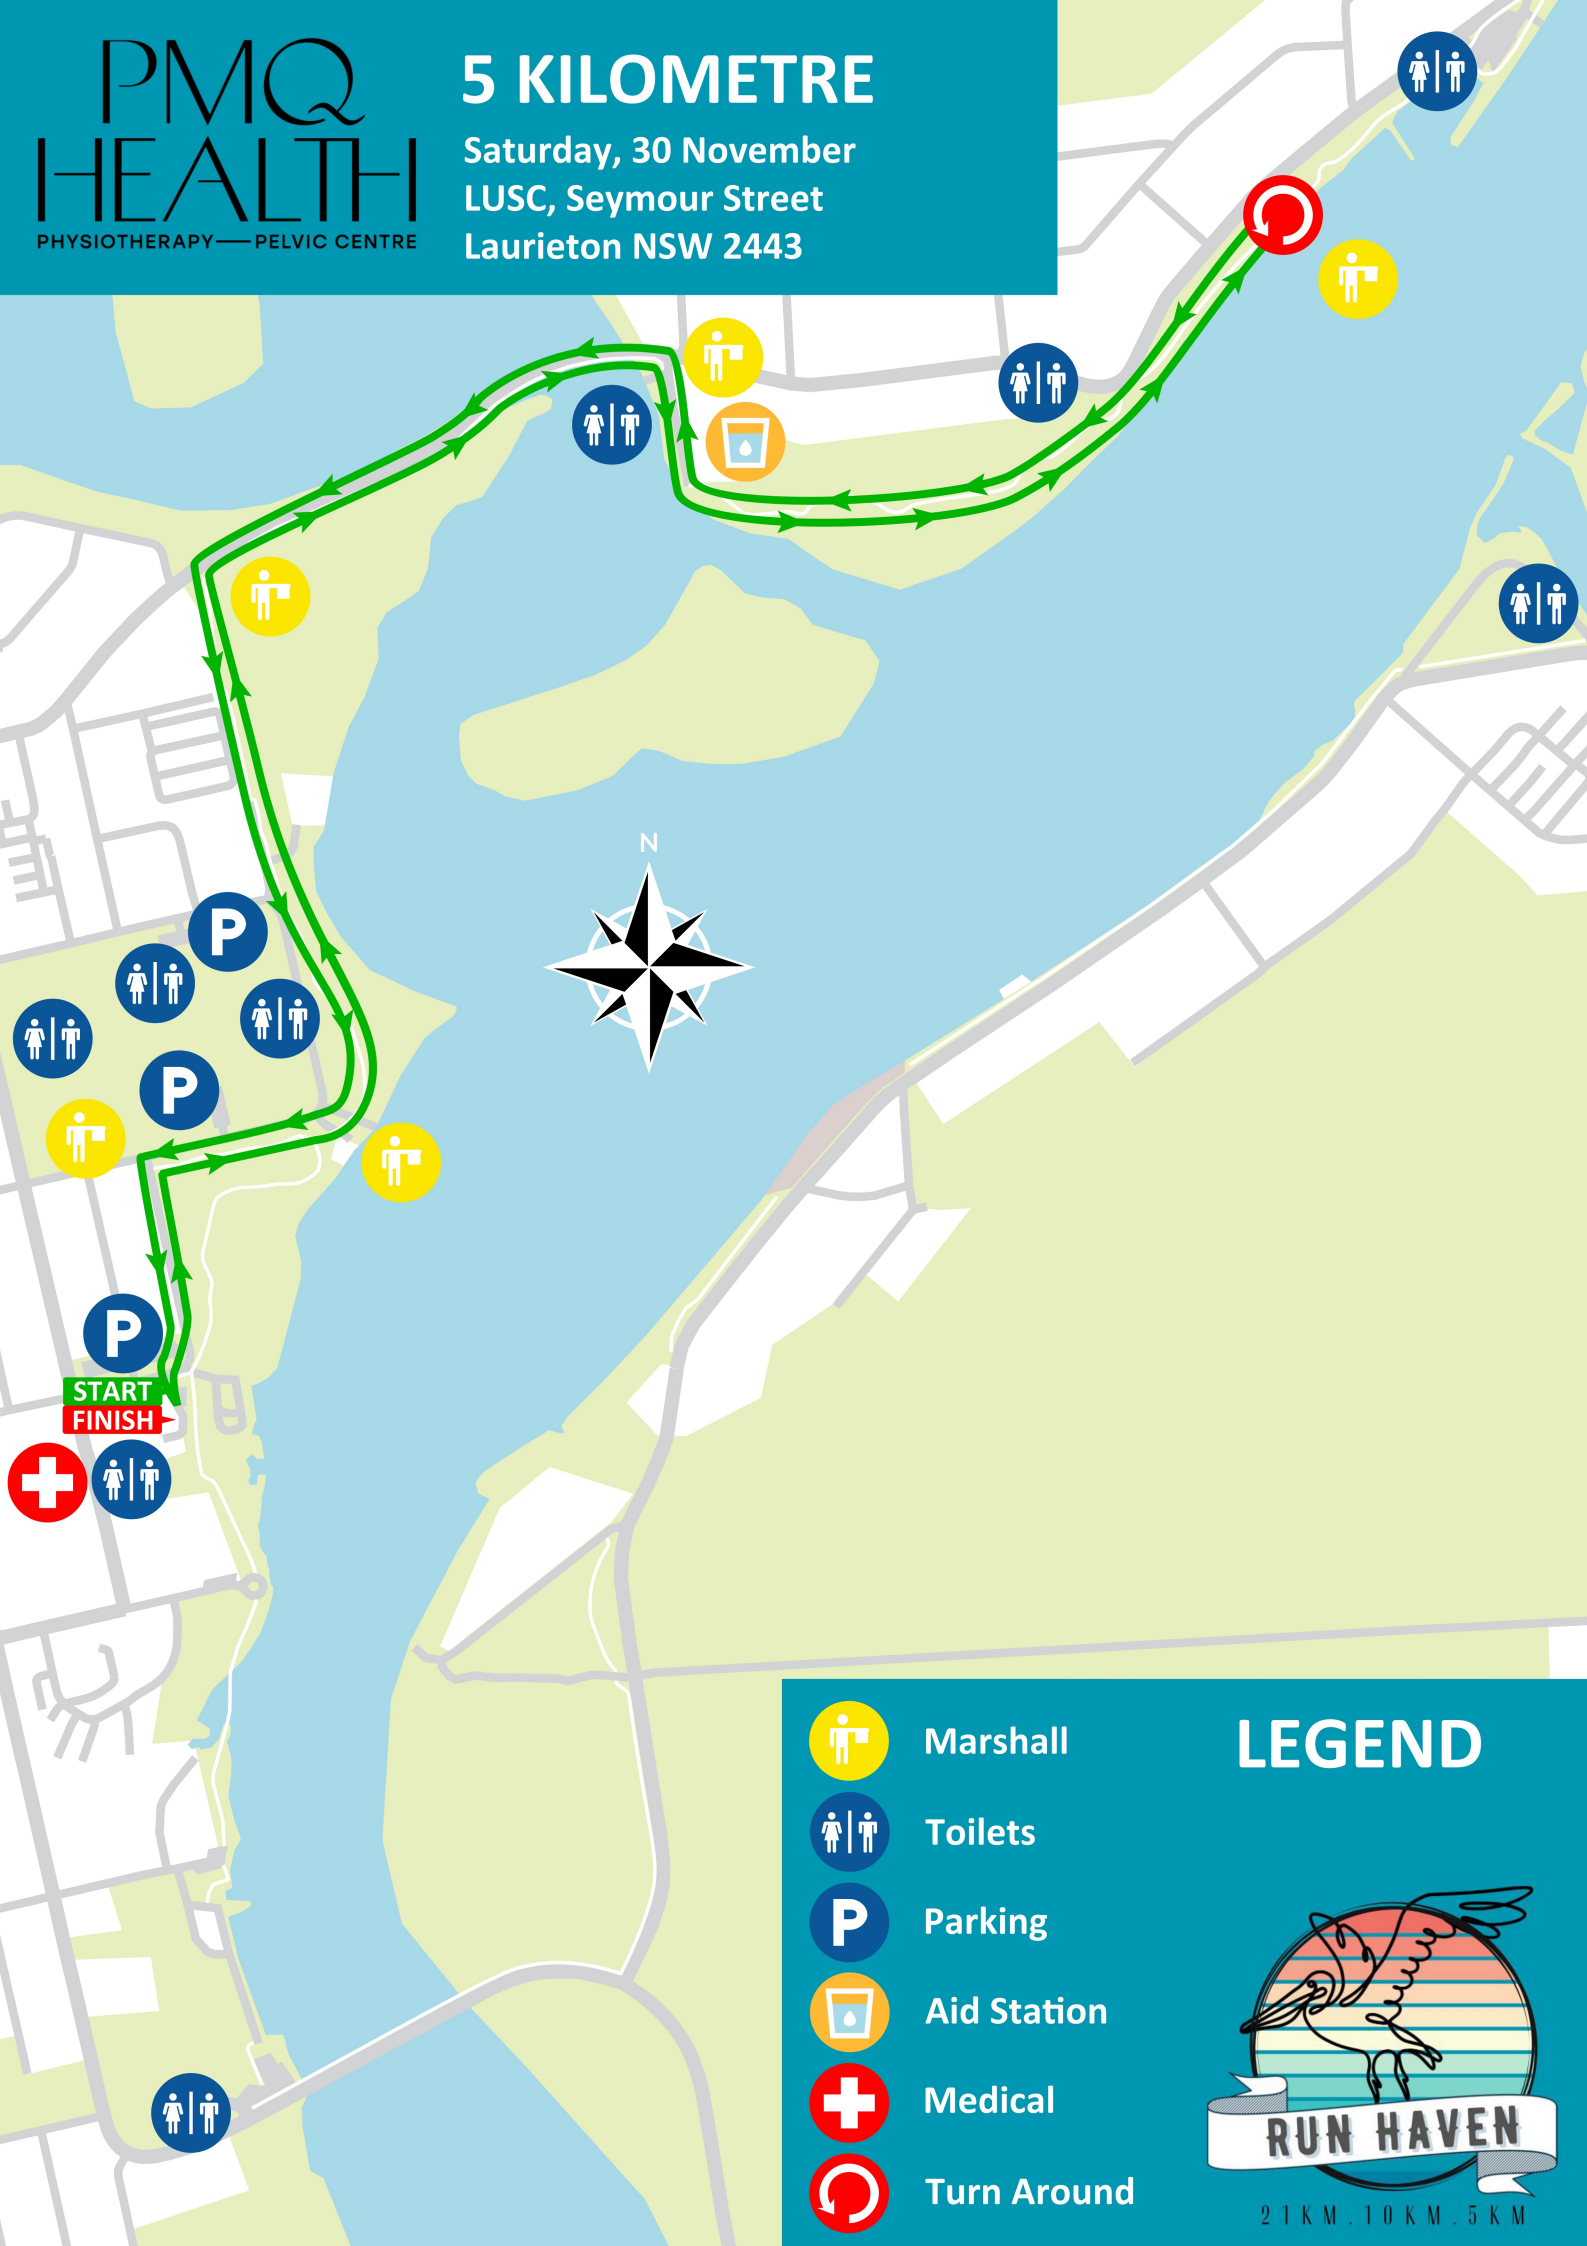 PMQ
HEALTH
PHYSIOTHERAPY — PELVIC CENTRE
5 KILOMETRE
Saturday, 30 November
LUSC, Seymour Street
Laurieton NSW 2443
N
P
P
P
START
FINISH
LEGEND
Marshall
Toilets
P Parking
Aid Station
Medical
Turn Around
RUN HAVEN
21KM.10KM.5KM